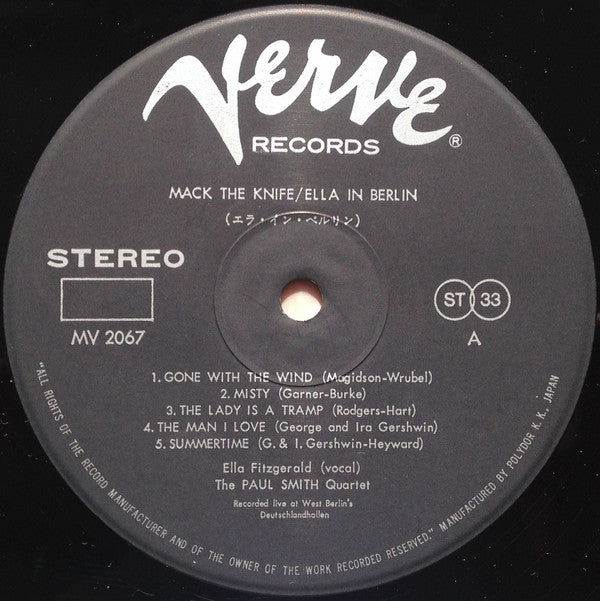 Verve
RECORDS ®
MACK THE KNIFE/ELLA IN BERLIN
(エラ・イン・ベルリン)
STEREO
MV 2067
ST 33
A
1. GONE WITH THE WIND (Magidson-Wrubel)
2. MISTY (Garner-Burke)
3. THE LADY IS A TRAMP (Rodgers-Hart)
4. THE MAN I LOVE (George and Ira Gershwin)
5. SUMMERTIME (G. & I. Gershwin-Heyward)
Ella Fitzgerald (vocal)
The PAUL SMITH Quartet
Recorded live at West Berlin's
Deutschlandhallen
"ALL RIGHTS OF THE RECORD MANUFACTURER AND OF THE OWNER OF THE WORK RECORDED RESERVED." MANUFACTURED BY POLYDOR K. K., JAPAN